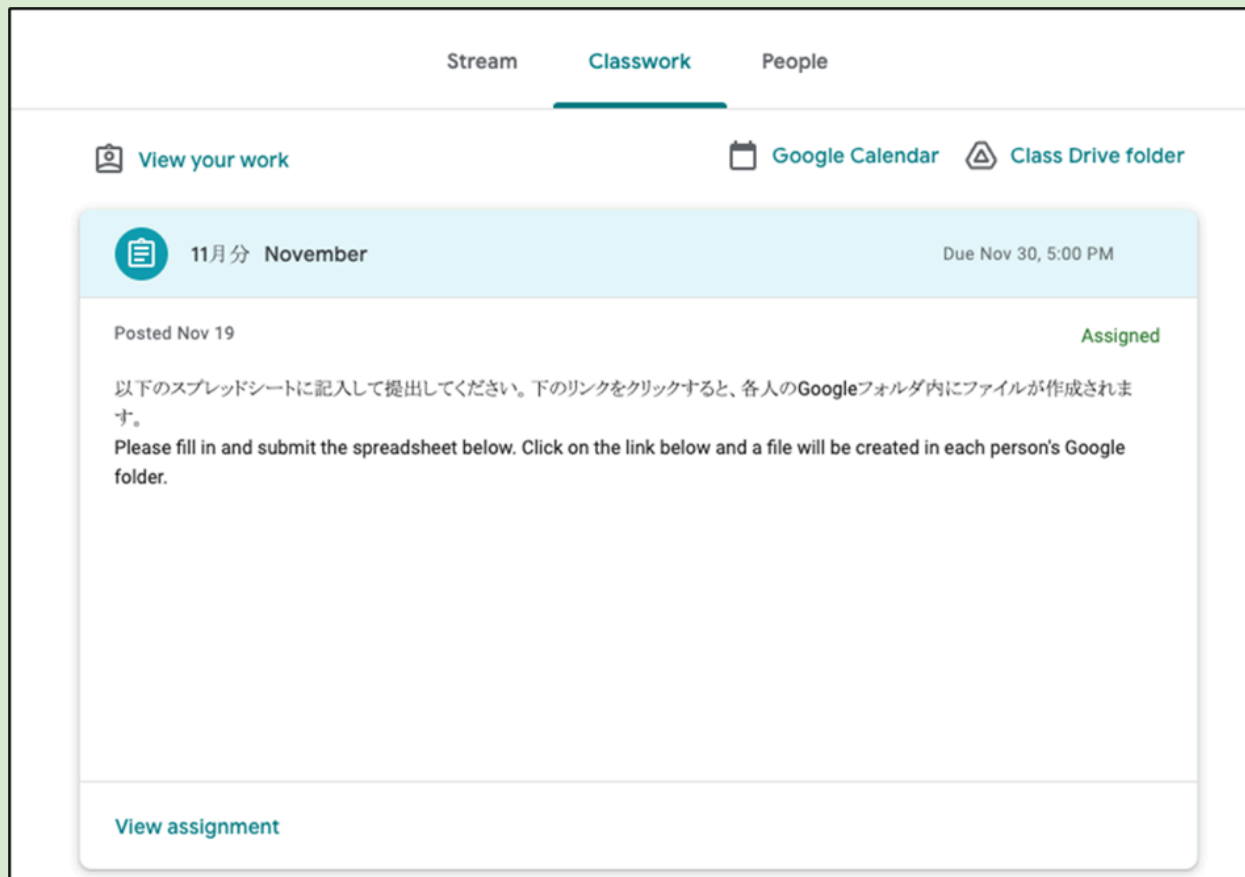 Stream Classwork People
View your work Google Calendar Class Drive folder
11月分 November Due Nov 30, 5:00 PM
Posted Nov 19 Assigned
以下のスプレッドシートに記入して提出してください。下のリンクをクリックすると、各人のGoogleフォルダ内にファイルが作成されま
す。
Please fill in and submit the spreadsheet below. Click on the link below and a file will be created in each person's Google
folder.
View assignment